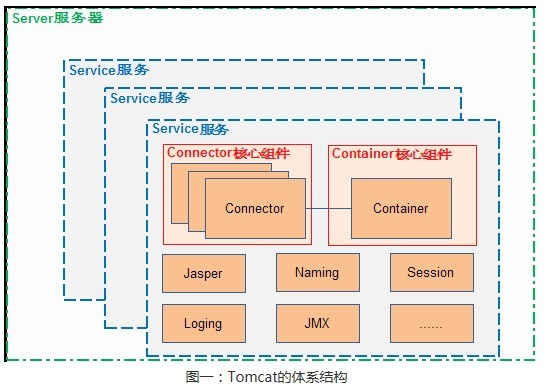 Server服务器
Service服务
Service服务
Service服务
Connector核心组件
Container核心组件
Connector
Container
Jasper
Naming
Session
Loging
JMX
......
图一：Tomcat的体系结构